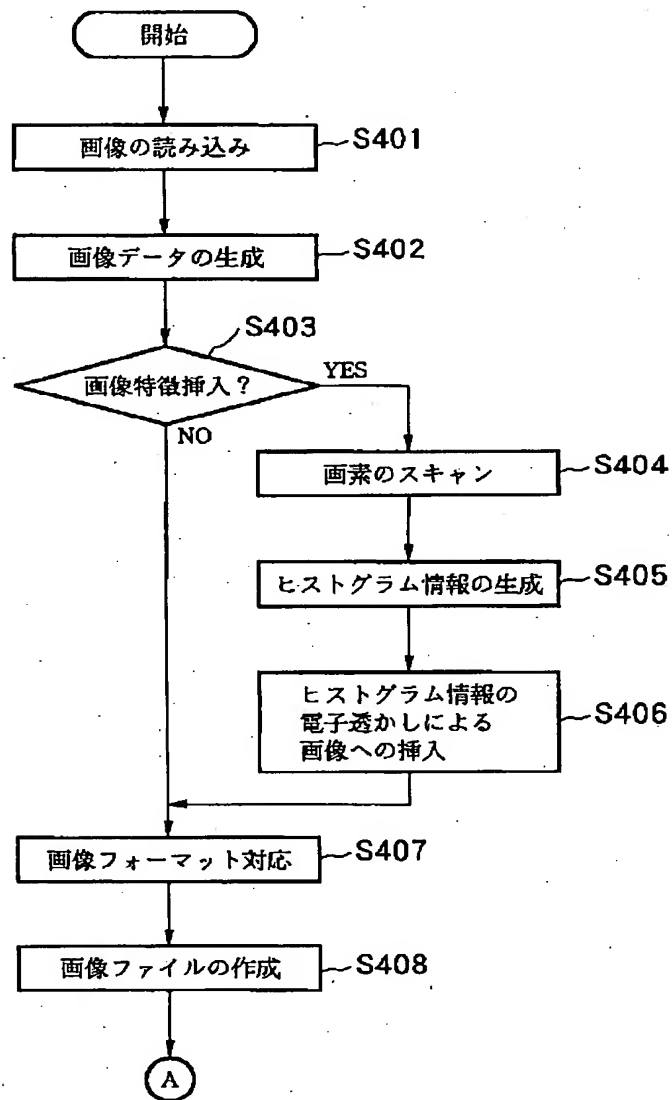 開始
画像の読み込み
S401
画像データの生成
S402
S403
画像特徴挿入?
YES
NO
画素のスキャン
S404
ヒストグラム情報の生成
S405
ヒストグラム情報の
電子透かしによる
画像への挿入
S406
画像フォーマット対応
S407
画像ファイルの作成
S408
A